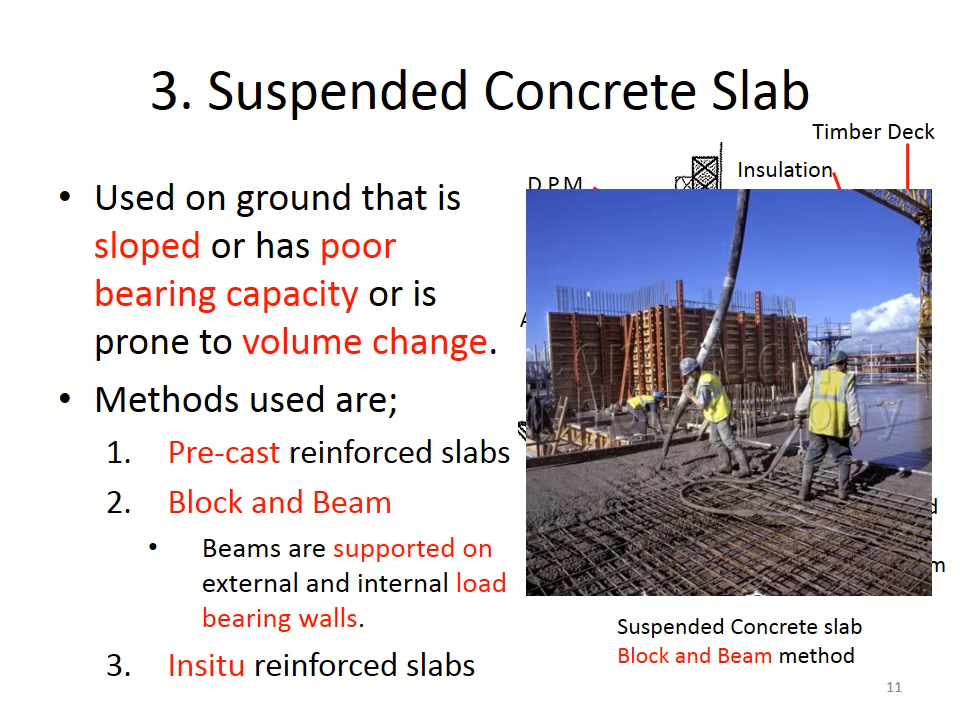 3. Suspended Concrete Slab
Timber Deck
Insulation
D.P.M.
• Used on ground that is
sloped or has poor
bearing capacity or is
prone to volume change.
• Methods used are;
1. Pre-cast reinforced slabs
2. Block and Beam
• Beams are supported on
external and internal load
bearing walls.
3. Insitu reinforced slabs
Suspended Concrete slab
Block and Beam method
11